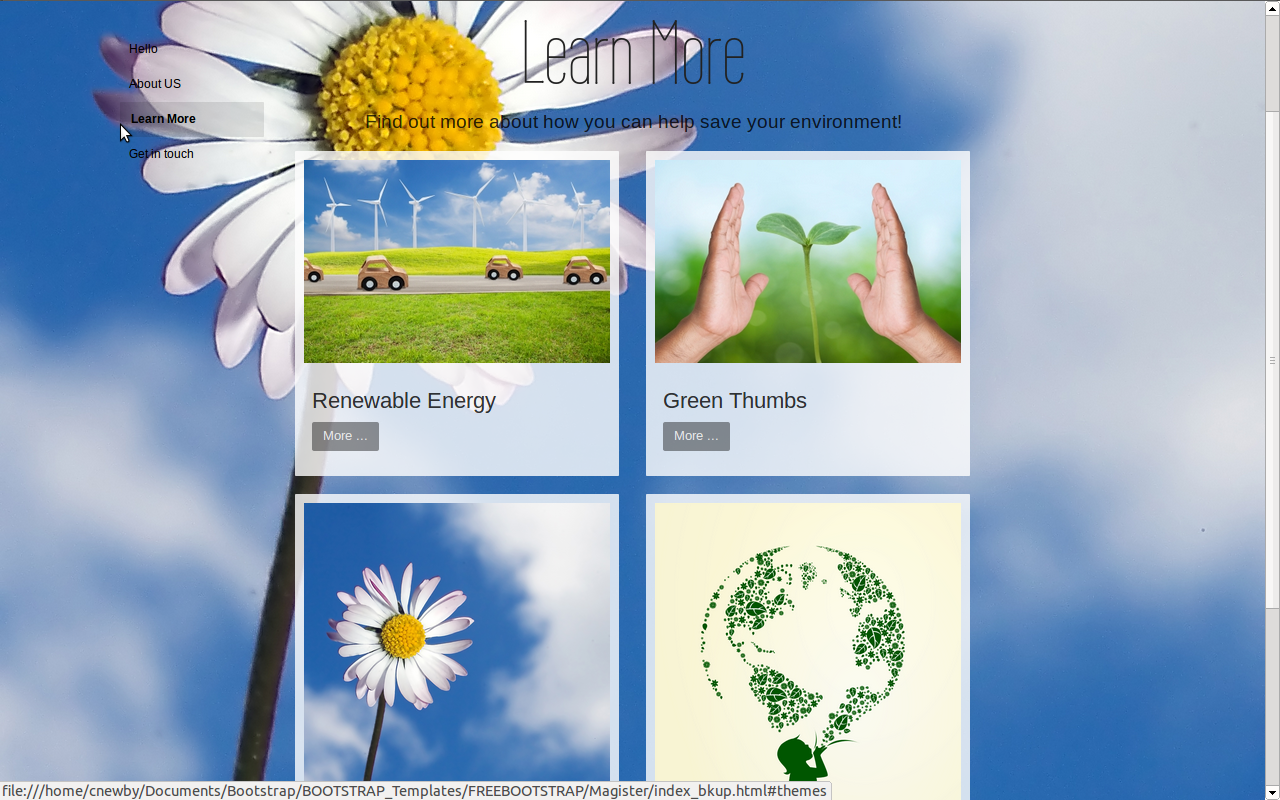 Learn More
Hello
About US
Learn More
Get in touch
Find out more about how you can help save your environment!
Renewable Energy
More ...
Green Thumbs
More ...
file:///home/cnewby/Documents/Bootstrap/BOOTSTRAP_Templates/FREEBOOTSTRAP/Magister/index_bkup.html#themes